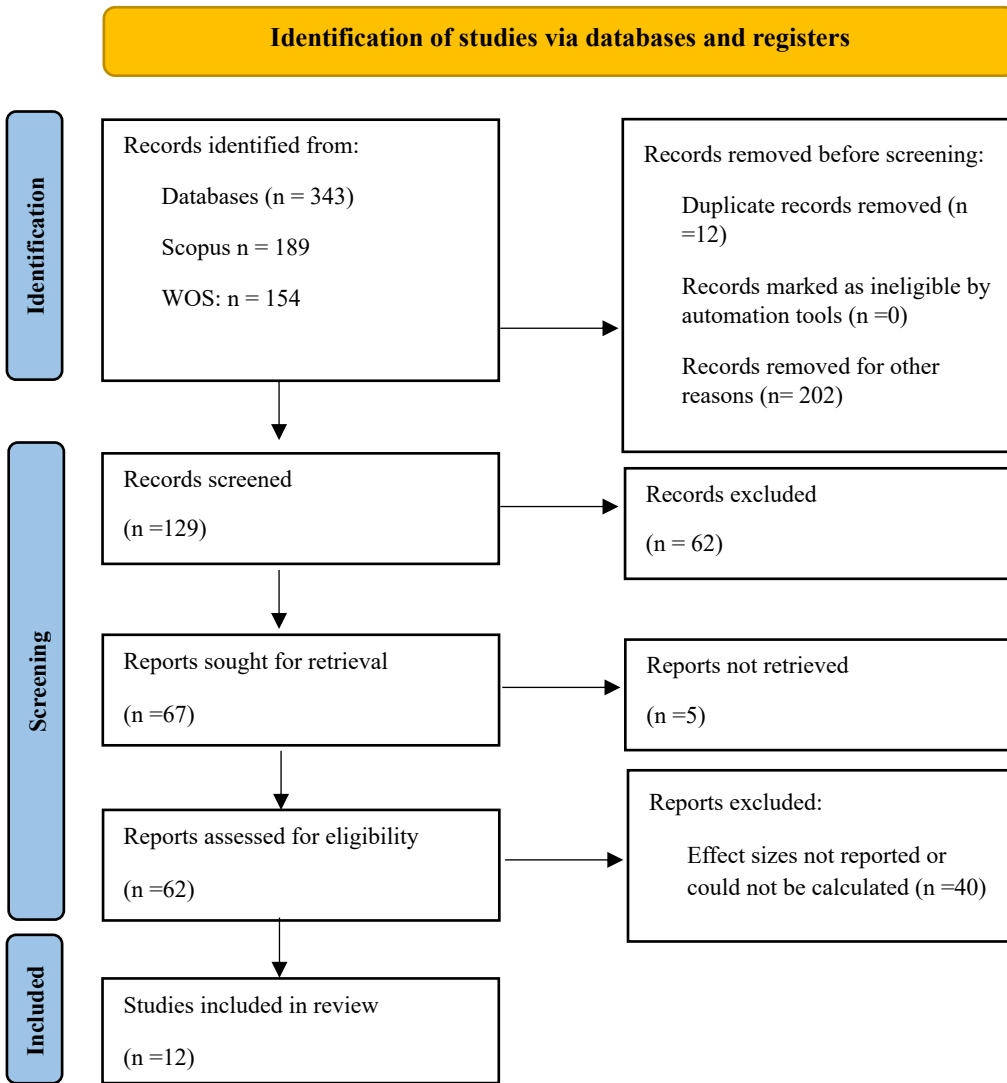 Identification of studies via databases and registers
Identification
Records identified from:
Databases (n = 343)
Scopus n = 189
WOS: n = 154
Records removed before screening:
Duplicate records removed (n
=12)
Records marked as ineligible by
automation tools (n =0)
Records removed for other
reasons (n= 202)
Screening
Records screened
(n =129)
Records excluded
(n = 62)
Reports sought for retrieval
(n =67)
Reports not retrieved
(n =5)
Reports assessed for eligibility
(n =62)
Reports excluded:
Effect sizes not reported or
could not be calculated (n =40)
Included
Studies included in review
(n =12)